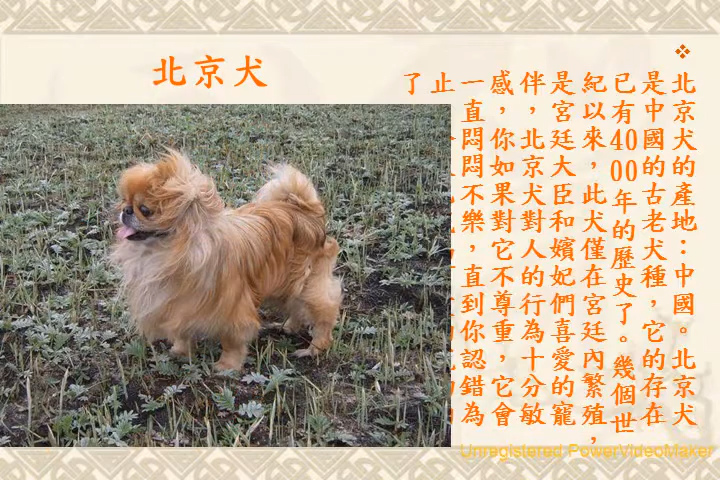 北京犬
❖
北京犬的產地：中國。北京犬
是中國的古老犬種，它的存在
已有4000年的歷史了。幾個世
紀以來，此犬僅在宮廷內繁殖，
是宮廷大臣和嬪妃們喜愛的寵
伴，北京犬對人的行為十分敏
感，你如果對它不尊重，它會
一直悶悶不樂，直到你認錯為
止
了
Unregistered PowerVideoMaker